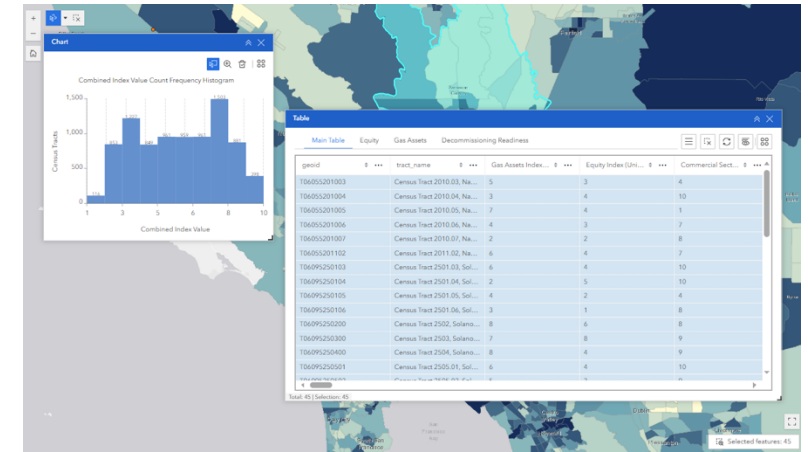 Chart
Combined Index Value Count Frequency Histogram
1,500
1,000
500
0
Census Tracts
1 3 5 6 8 10
Combined Index Value
Table
Main Table Equity Gas Assets Decommissioning Readiness
geoid tract_name Gas Assets Index... Equity Index (Uni... Commercial Sect...
T06055201003 Census Tract 2010.03, Na... 5 3 4
T06055201004 Census Tract 2010.04, Na... 3 4 10
T06055201005 Census Tract 2010.05, Na... 7 4 1
T06055201006 Census Tract 2010.06, Na... 4 3 7
T06055201007 Census Tract 2010.07, Na... 2 2 8
T06055201102 Census Tract 2011.02, Na... 6 4 7
T06095250103 Census Tract 2501.03, Sol... 6 4 10
T06095250104 Census Tract 2501.04, Sol... 2 5 10
T06095250105 Census Tract 2501.05, Sol... 4 2 4
T06095250106 Census Tract 2501.06, Sol... 3 1 8
T06095250200 Census Tract 2502, Solano... 8 6 8
T06095250300 Census Tract 2503, Solano... 7 8 9
T06095250400 Census Tract 2504, Solano... 8 4 9
T06095250501 Census Tract 2505.01, Sol... 6 4 10
Total: 45 | Selection: 45
Dublin
San Francisco Bay
San Francisco
Selected features: 45